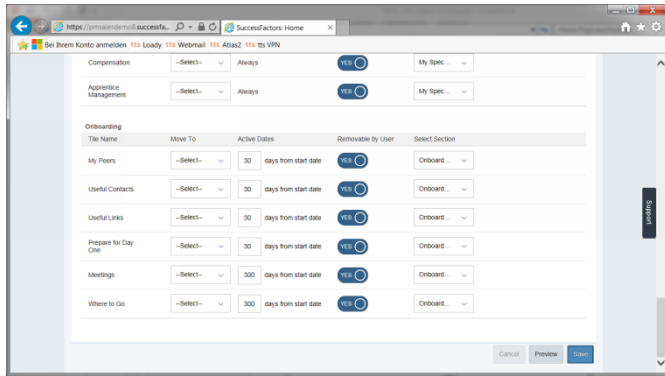 https://pmsalesdemo8.successfa...
SuccessFactors: Home
Bei Ihrem Konto anmelden tts Loady tts Webmail tts Atlas2 tts tts VPN
Compensation --Select-- Always YES My Spec...
Apprentice
Management --Select-- Always YES My Spec...
Onboarding
Tile Name Move To Active Dates Removable by User Select Section
My Peers --Select-- 30 days from start date YES Onboard...
Useful Contacts --Select-- 30 days from start date YES Onboard...
Useful Links --Select-- 30 days from start date YES Onboard...
Prepare for Day
One --Select-- 30 days from start date YES Onboard...
Meetings --Select-- 300 days from start date YES Onboard...
Where to Go --Select-- 300 days from start date YES Onboard...
Support
Cancel Preview Save